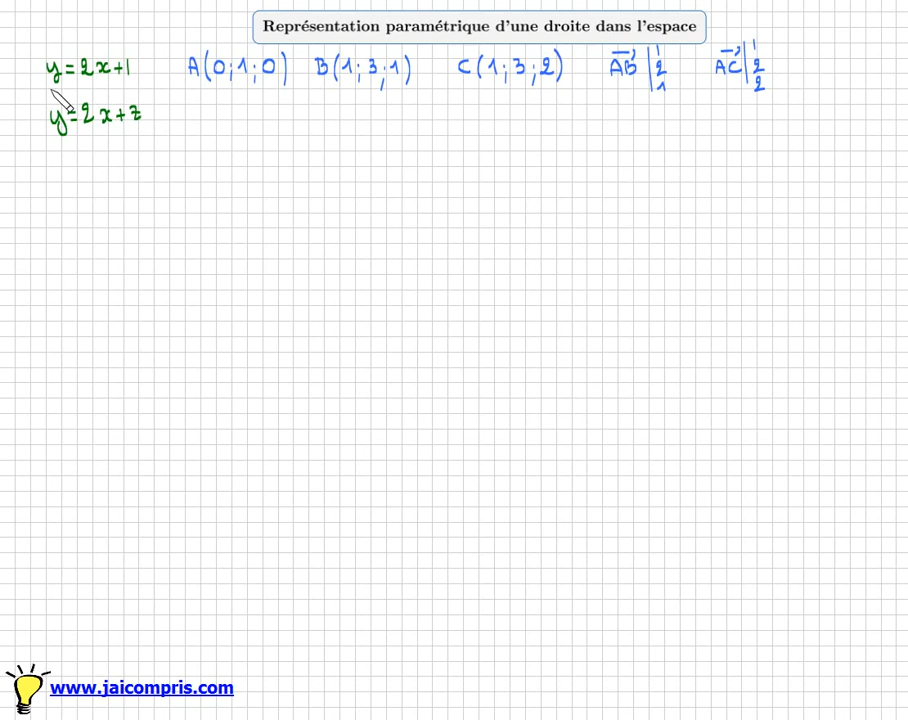 Représentation paramétrique d'une droite dans l'espace
y = 2x+1 A(0;1;0) B(1;3;1) C(1;3;2) AB→ | 1 2 1 AC→ | 1 2 2
y = 2x+z
www.jaicompris.com